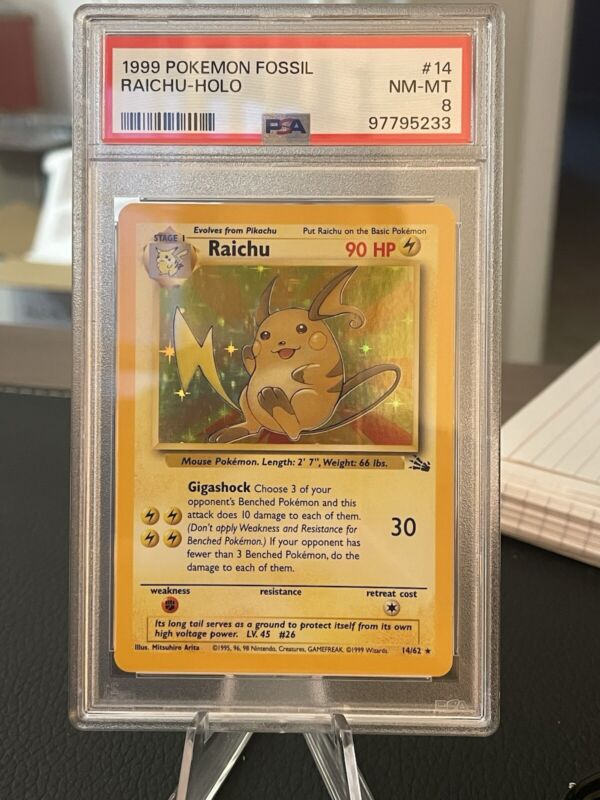 1999 POKEMON FOSSIL #14
RAICHU-HOLO NM-MT
8
PSA 97795233
Evolves from Pikachu Put Raichu on the Basic Pokémon
STAGE 1
Raichu 90 HP
Mouse Pokémon. Length: 2' 7", Weight: 66 lbs.
Gigashock Choose 3 of your
opponent's Benched Pokémon and this
attack does 10 damage to each of them.
(Don't apply Weakness and Resistance for
Benched Pokémon.) If your opponent has
fewer than 3 Benched Pokémon, do the
damage to each of them.
30
weakness resistance retreat cost
Its long tail serves as a ground to protect itself from its own
high voltage power. LV. 45 #26
Illus. Mitsuhiro Arita ©1995, 96, 98 Nintendo, Creatures, GAMEFREAK. ©1999 Wizards. 14/62 ★
PSA